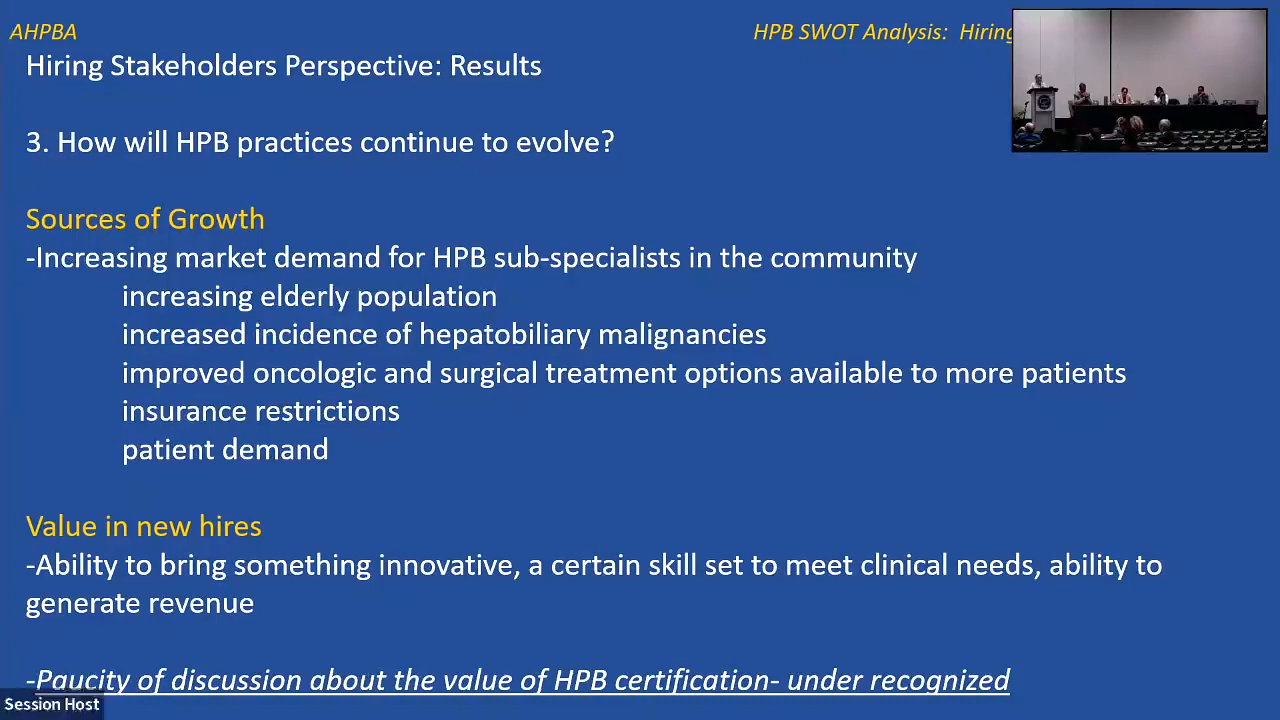 AHPBA
HPB SWOT Analysis: Hiring
Hiring Stakeholders Perspective: Results
3. How will HPB practices continue to evolve?
Sources of Growth
-Increasing market demand for HPB sub-specialists in the community
increasing elderly population
increased incidence of hepatobiliary malignancies
improved oncologic and surgical treatment options available to more patients
insurance restrictions
patient demand
Value in new hires
-Ability to bring something innovative, a certain skill set to meet clinical needs, ability to
generate revenue
-Paucity of discussion about the value of HPB certification- under recognized
Session Host